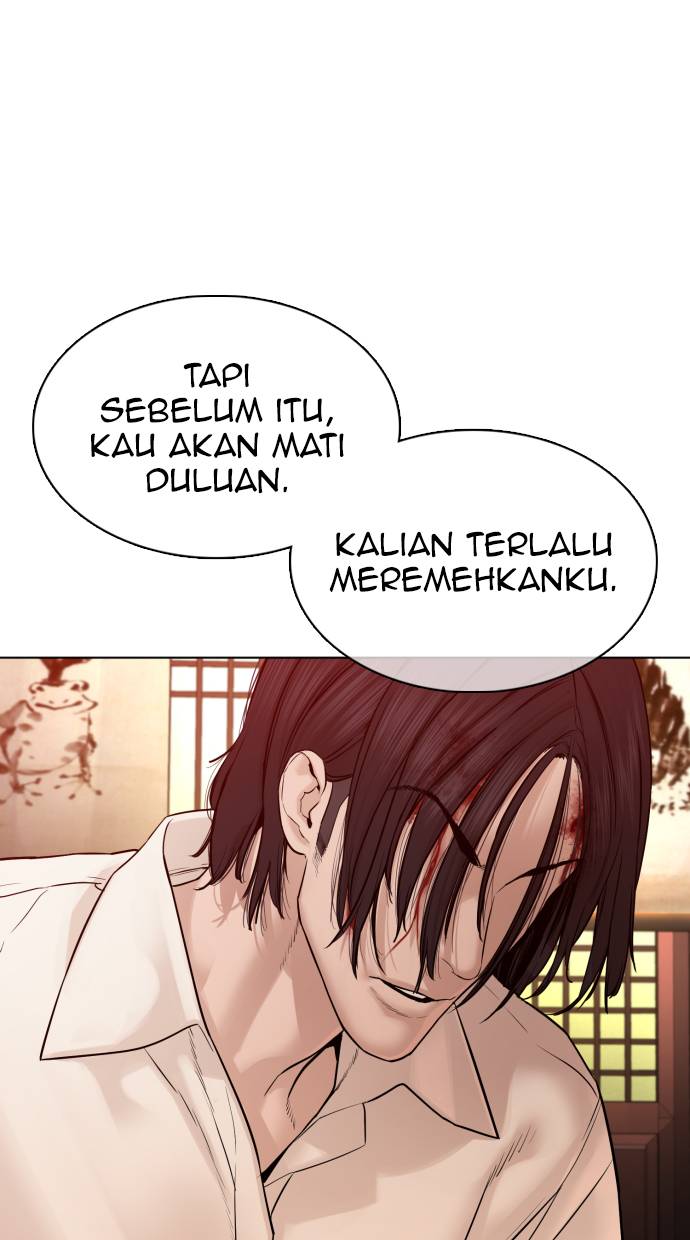 TAPI
SEBELUM ITU,
KAU AKAN MATI
DULUAN.
KALIAN TERLALU
MEREMEHKANKU.